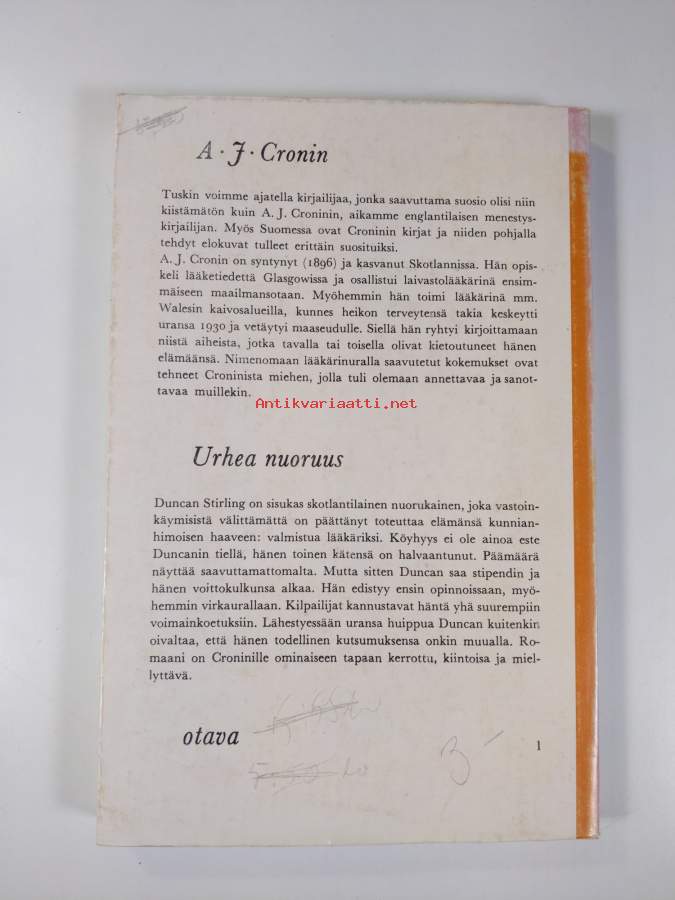 A · J · Cronin
Tuskin voimme ajatella kirjailijaa, jonka saavuttama suosio olisi niin
kiistämätön kuin A. J. Croninin, aikamme englantilaisen menestys-
kirjailijan. Myös Suomessa ovat Croninin kirjat ja niiden pohjalla
tehdyt elokuvat tulleet erittäin suosituiksi.
A. J. Cronin on syntynyt (1896) ja kasvanut Skotlannissa. Hän opis-
keli lääketiedettä Glasgowissa ja osallistui laivastolääkärinä ensim-
mäiseen maailmansotaan. Myöhemmin hän toimi lääkärinä mm.
Walesin kaivosalueilla, kunnes heikon terveytensä takia keskeytti
uransa 1930 ja vetäytyi maaseudulle. Siellä hän ryhtyi kirjoittamaan
niistä aiheista, jotka tavalla tai toisella olivat kietoutuneet hänen
elämäänsä. Nimenomaan lääkärinuralla saavutetut kokemukset ovat
tehneet Croninista miehen, jolla tuli olemaan annettavaa ja sanot-
tavaa muillekin.
Antikvariaatti.net
Urhea nuoruus
Duncan Stirling on sisukas skotlantilainen nuorukainen, joka vastoin-
käymisistä välittämättä on päättänyt toteuttaa elämänsä kunnian-
himoisen haaveen: valmistua lääkäriksi. Köyhyys ei ole ainoa este
Duncanin tiellä, hänen toinen kätensä on halvaantunut. Päämäärä
näyttää saavuttamattomalta. Mutta sitten Duncan saa stipendin ja
hänen voittokulkunsa alkaa. Hän edistyy ensin opinnoissaan, myö-
hemmin virkaurallaan. Kilpailijat kannustavat häntä yhä suurempiin
voimainkoetuksiin. Lähestyessään uransa huippua Duncan kuitenkin
oivaltaa, että hänen todellinen kutsumuksensa onkin muualla. Ro-
maani on Croninille ominaiseen tapaan kerrottu, kiintoisa ja miel-
lyttävä.
otava
3-
1